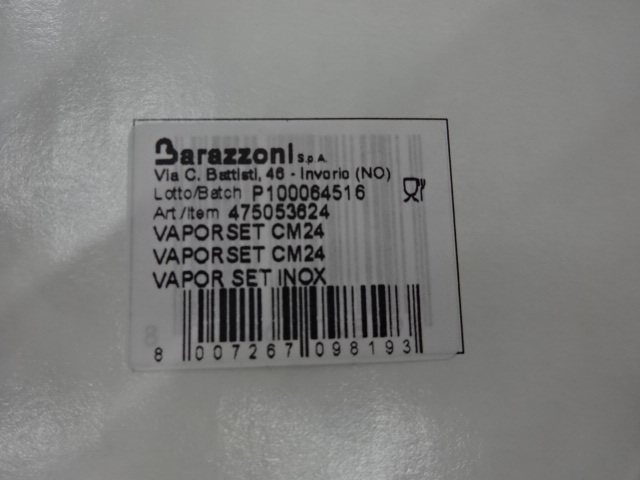 Barazzoni S.p.A.
Via C. Battisti, 46 - Invorio (NO)
Lotto/Batch P100064516
Art/Item 475053624
VAPORSET CM24
VAPORSET CM24
VAPOR SET INOX
8 007267 098193